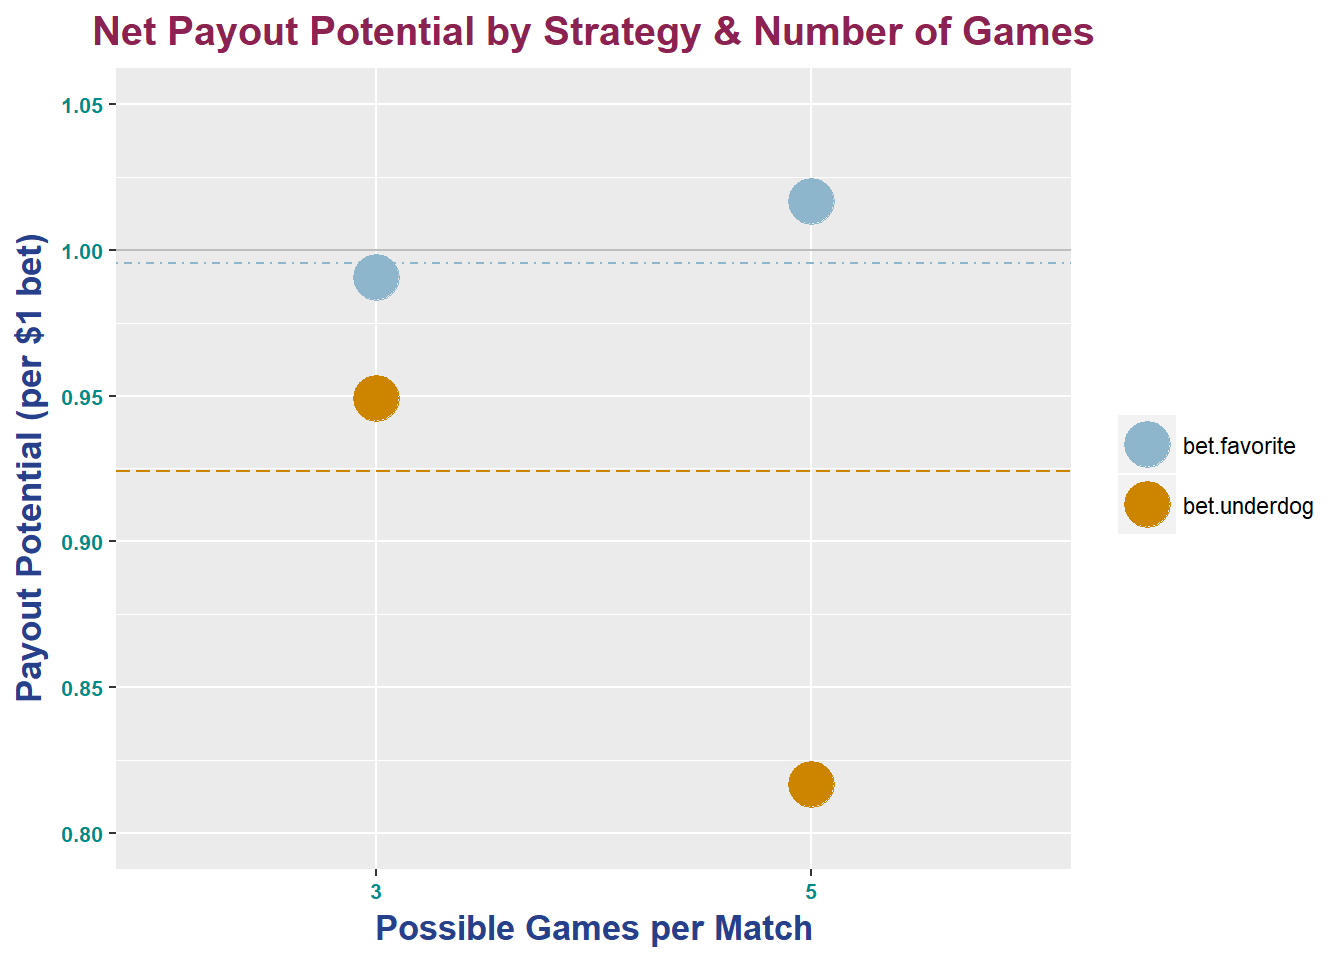 Net Payout Potential by Strategy & Number of Games
Payout Potential (per $1 bet)
1.05
1.00
0.95
0.90
0.85
0.80
3
5
Possible Games per Match
bet.favorite
bet.underdog